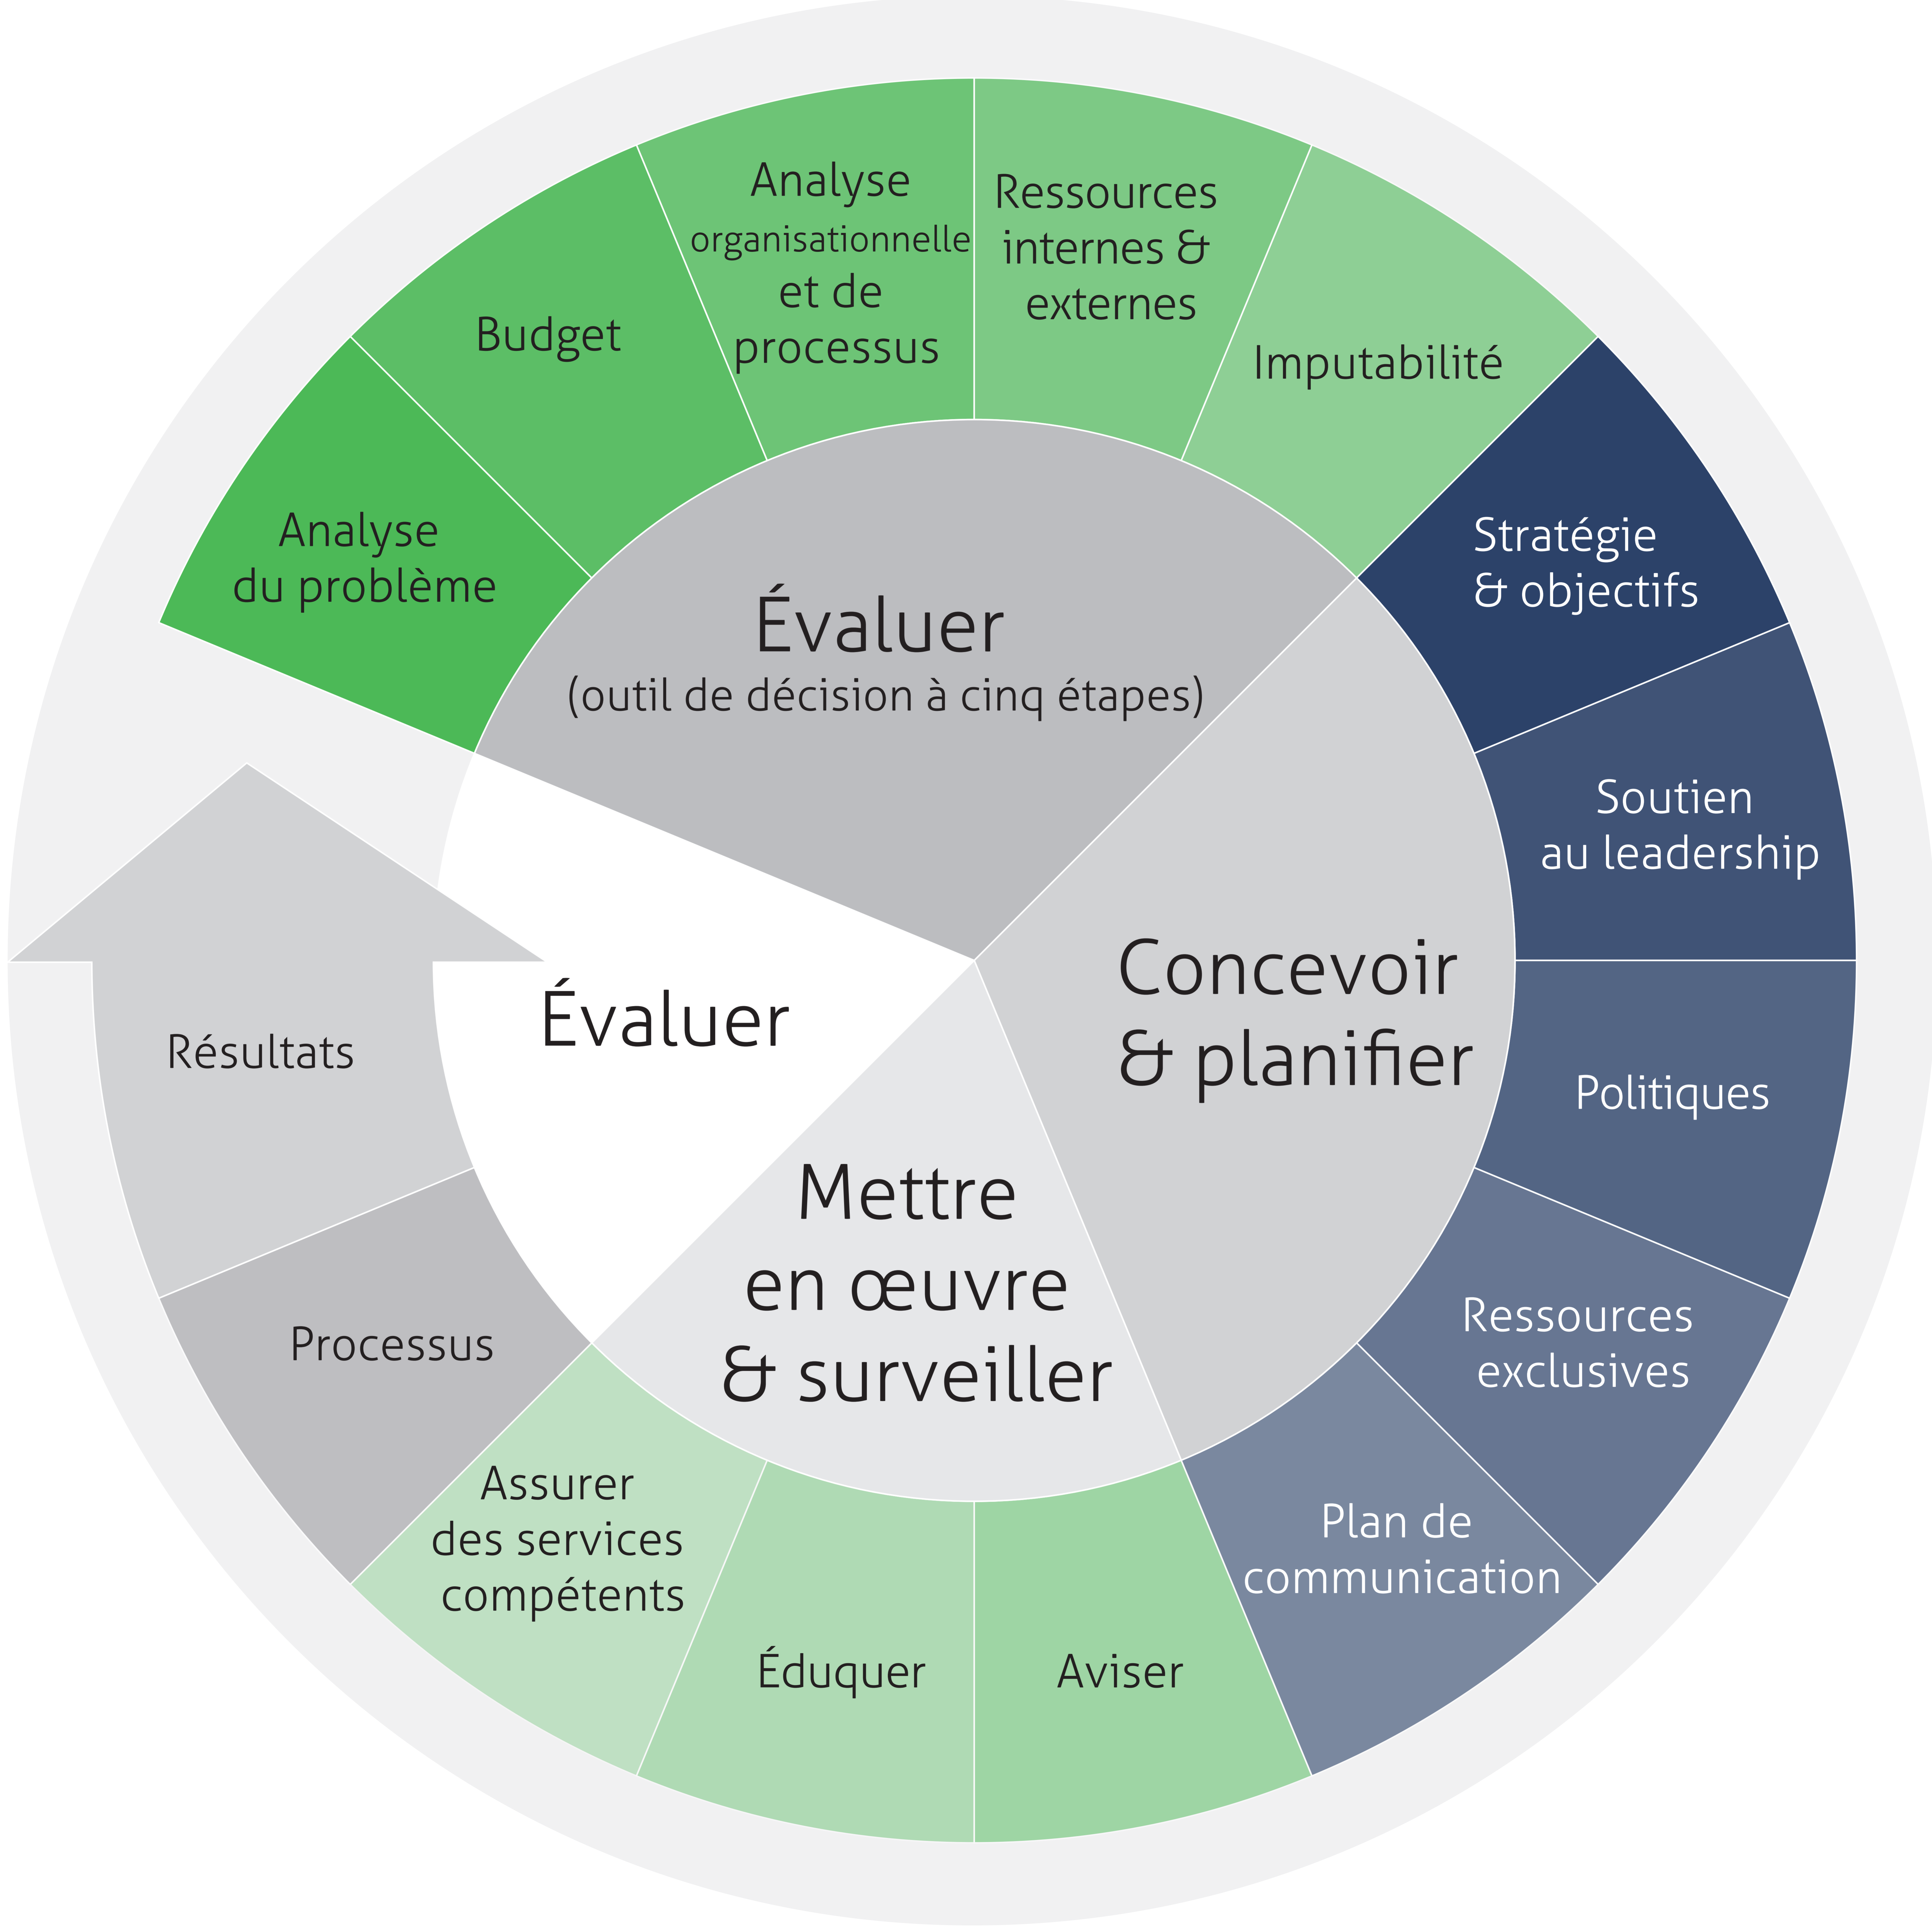 Analyse
du problème
Budget
Analyse
organisationnelle
et de
processus
Ressources
internes &
externes
Imputabilité
Stratégie
& objectifs
Soutien
au leadership
Politiques
Ressources
exclusives
Plan de
communication
Aviser
Éduquer
Assurer
des services
compétents
Processus
Résultats
Évaluer
(outil de décision à cinq étapes)
Concevoir
& planifier
Mettre
en œuvre
& surveiller
Évaluer